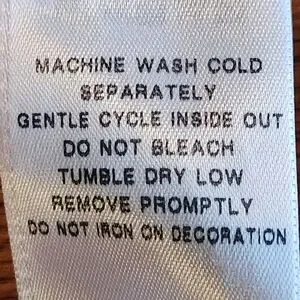 MACHINE WASH COLD
SEPARATELY
GENTLE CYCLE INSIDE OUT
DO NOT BLEACH
TUMBLE DRY LOW
REMOVE PROMPTLY
DO NOT IRON ON DECORATION